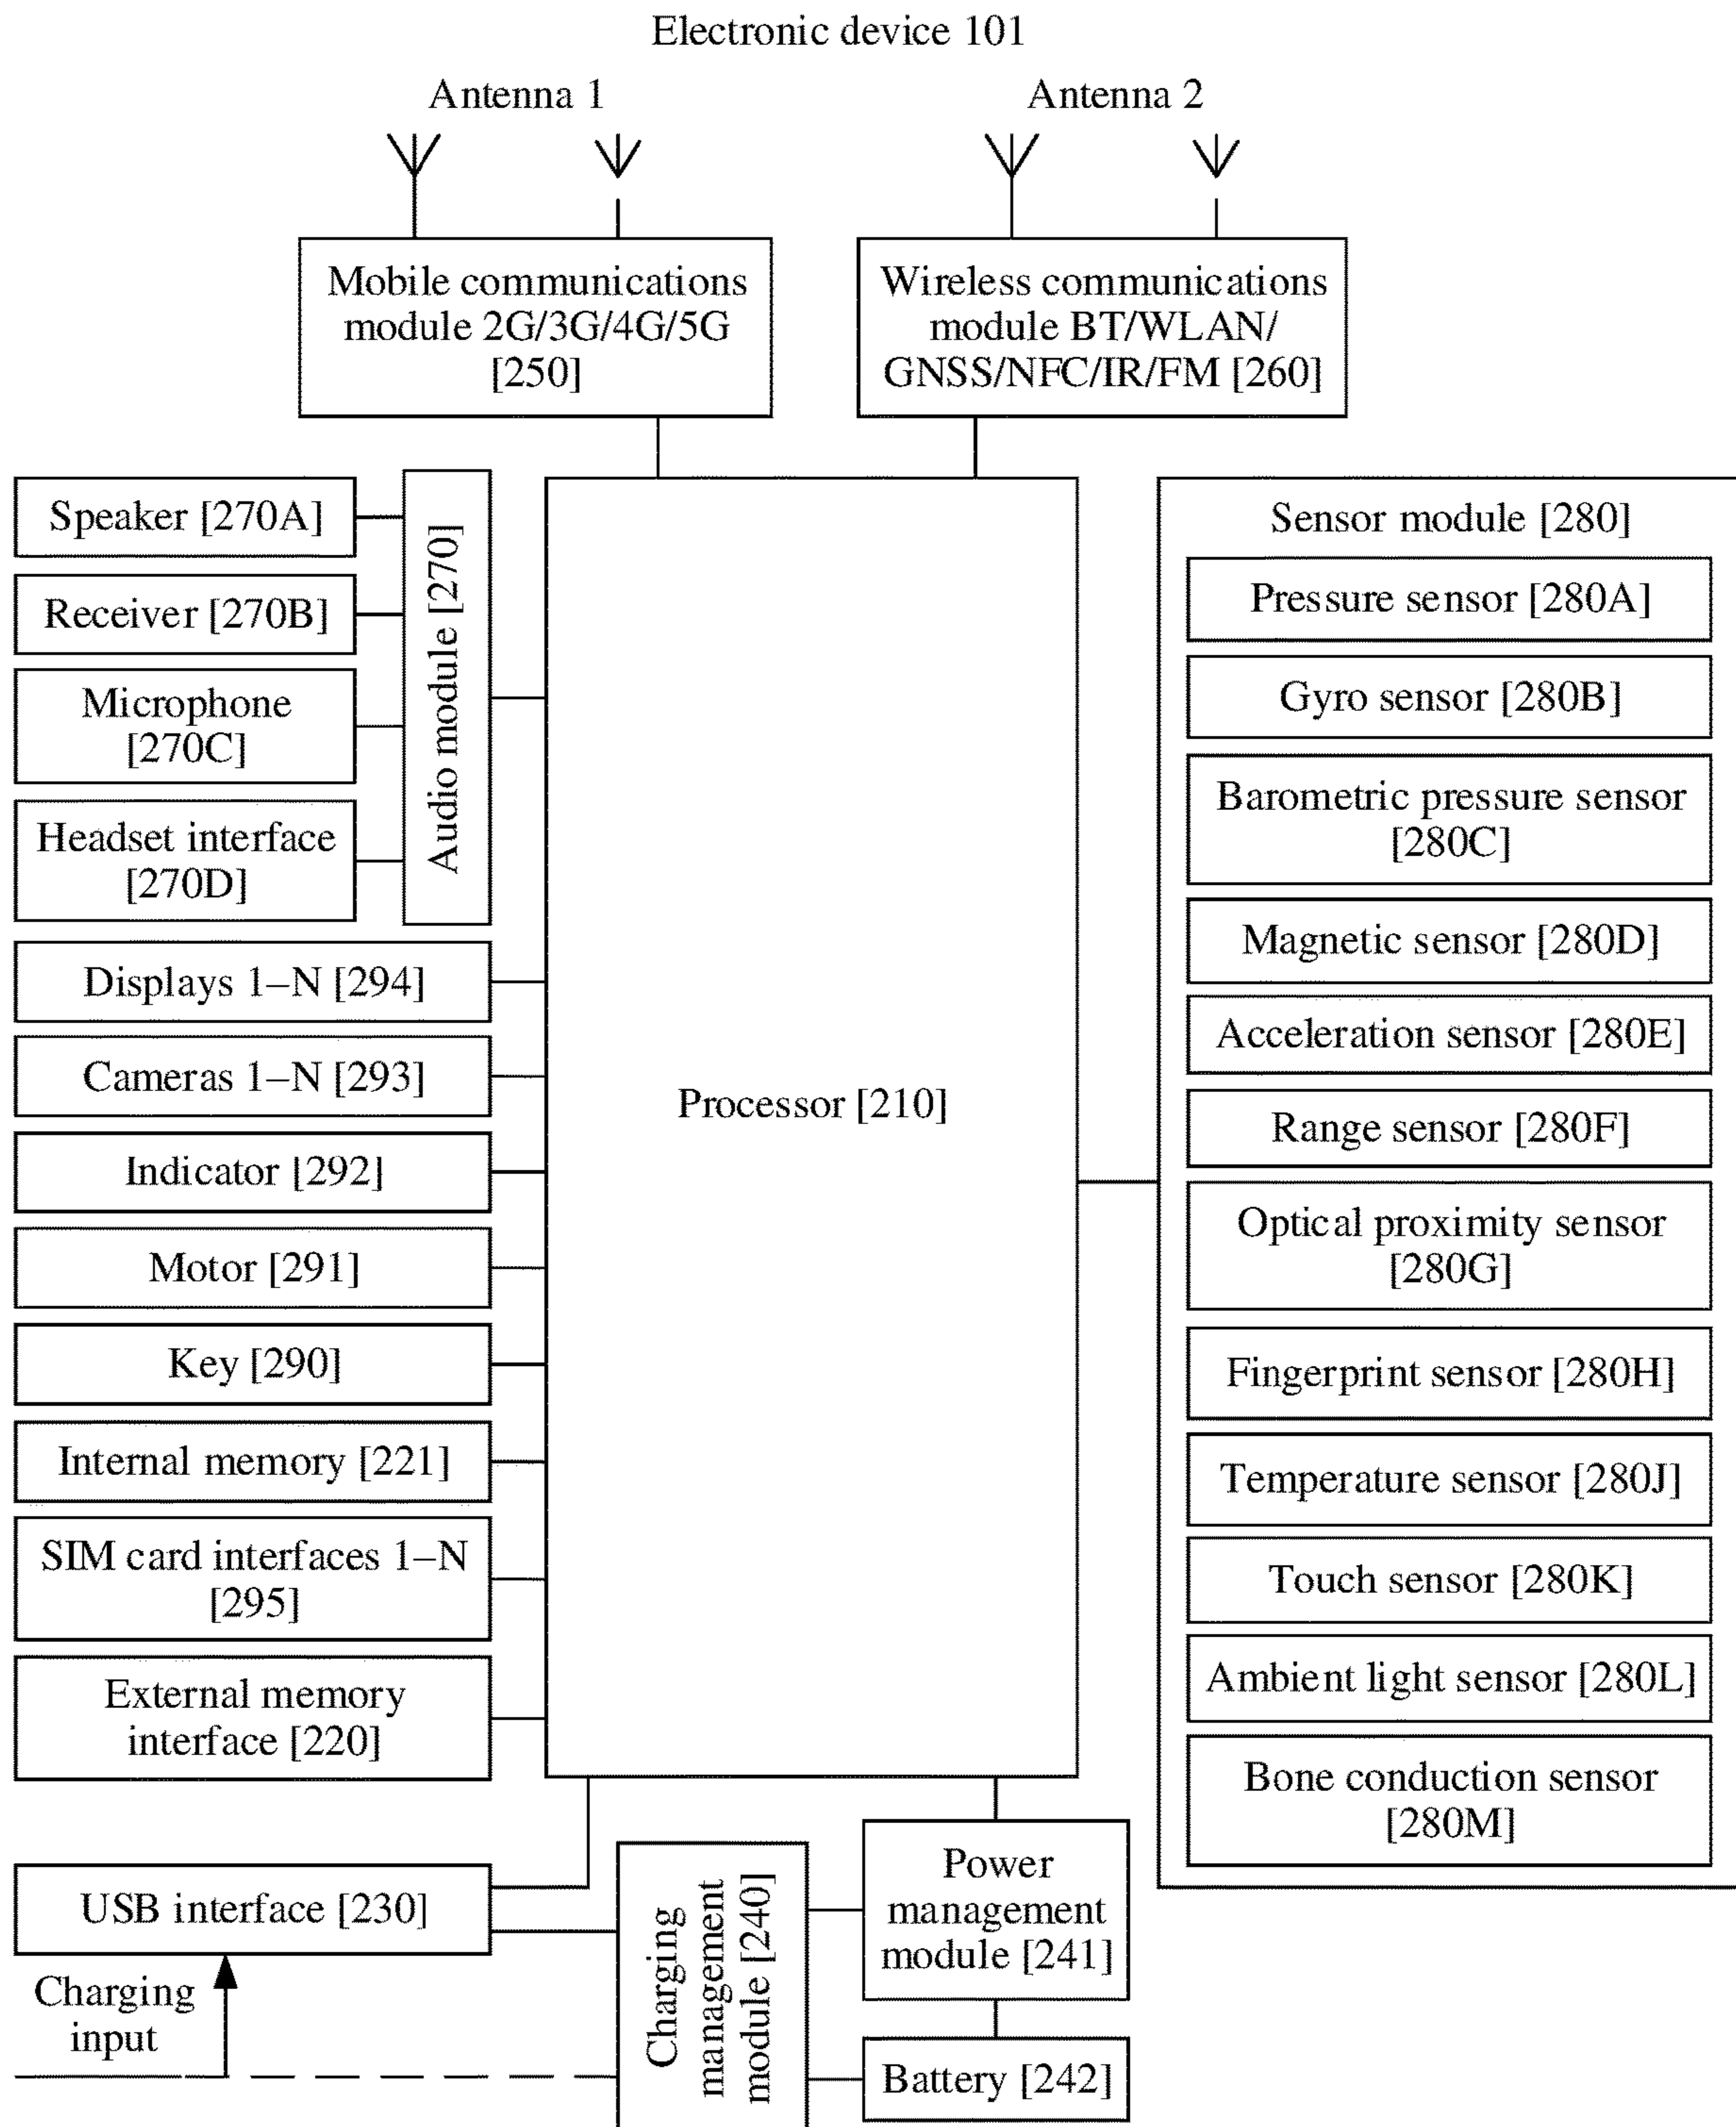 Electronic device 101
Antenna 1
Antenna 2
Mobile communications
module 2G/3G/4G/5G
[250]
Wireless communications
module BT/WLAN/
GNSS/NFC/IR/FM [260]
Speaker [270A]
Receiver [270B]
Microphone
[270C]
Headset interface
[270D]
Audio module [270]
Displays 1–N [294]
Cameras 1–N [293]
Indicator [292]
Motor [291]
Key [290]
Internal memory [221]
SIM card interfaces 1–N
[295]
External memory
interface [220]
Processor [210]
Sensor module [280]
Pressure sensor [280A]
Gyro sensor [280B]
Barometric pressure sensor
[280C]
Magnetic sensor [280D]
Acceleration sensor [280E]
Range sensor [280F]
Optical proximity sensor
[280G]
Fingerprint sensor [280H]
Temperature sensor [280J]
Touch sensor [280K]
Ambient light sensor [280L]
Bone conduction sensor
[280M]
USB interface [230]
Charging
input
Charging
management
module [240]
Power
management
module [241]
Battery [242]